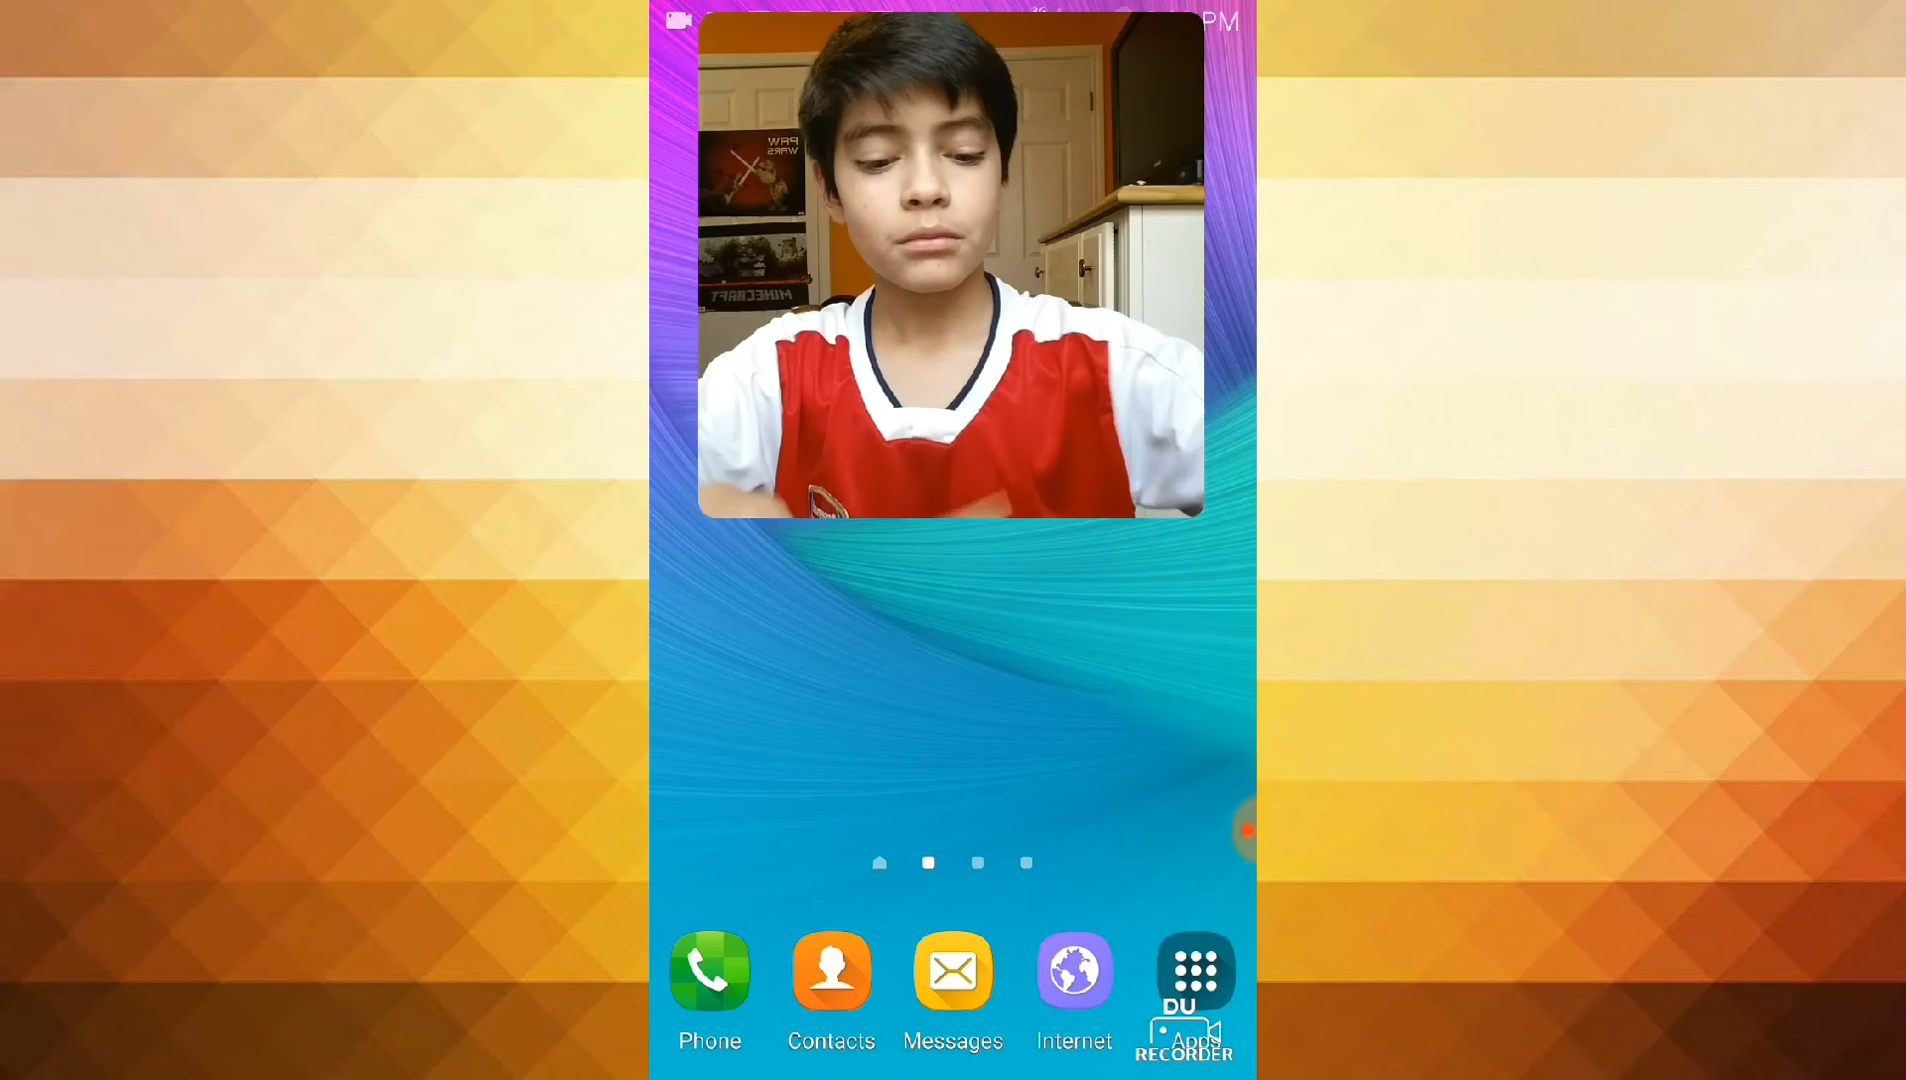 PM
PAW
WARS
MINECRAFT
Phone
Contacts
Messages
Internet
Apps
DU
RECORDER